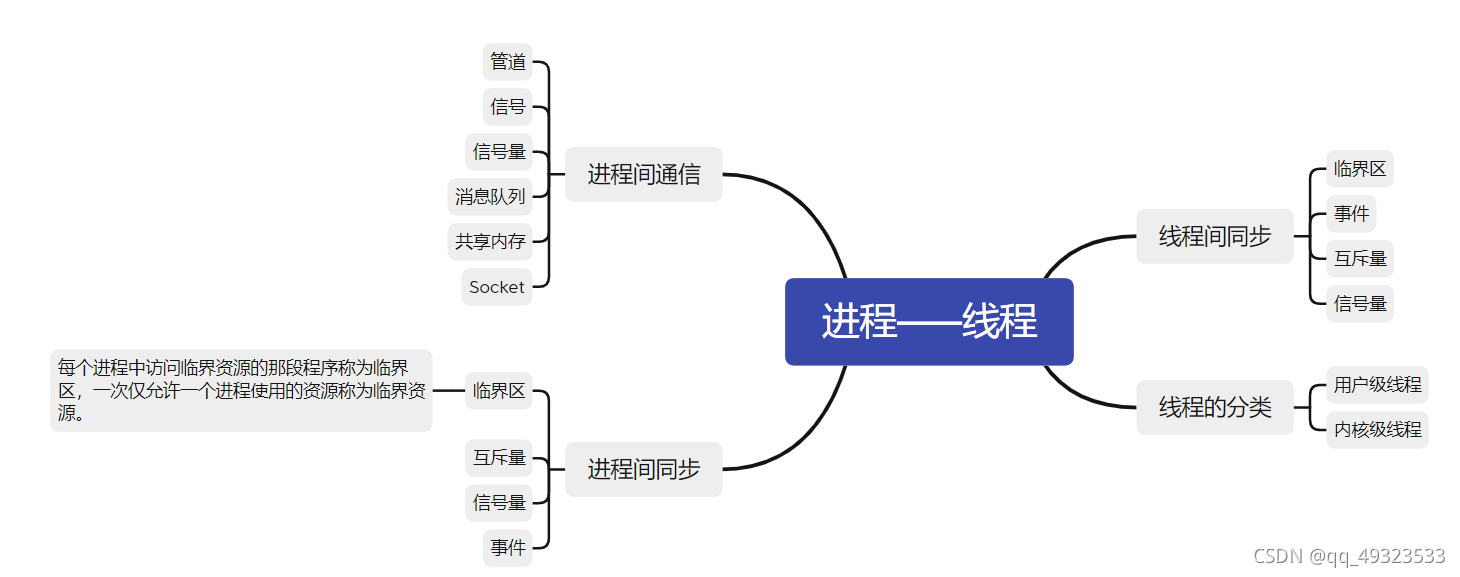 进程——线程
进程间通信
管道
信号
信号量
消息队列
共享内存
Socket
进程间同步
临界区
每个进程中访问临界资源的那段程序称为临界
区，一次仅允许一个进程使用的资源称为临界资
源。
互斥量
信号量
事件
线程间同步
临界区
事件
互斥量
信号量
线程的分类
用户级线程
内核级线程
CSDN @qq_49323533